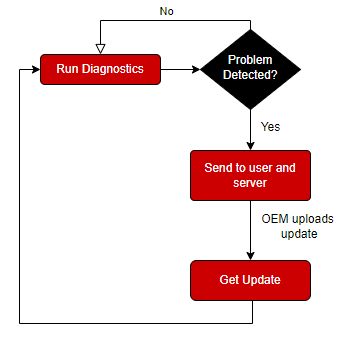 No
Run Diagnostics
Problem
Detected?
Yes
Send to user and
server
OEM uploads
update
Get Update